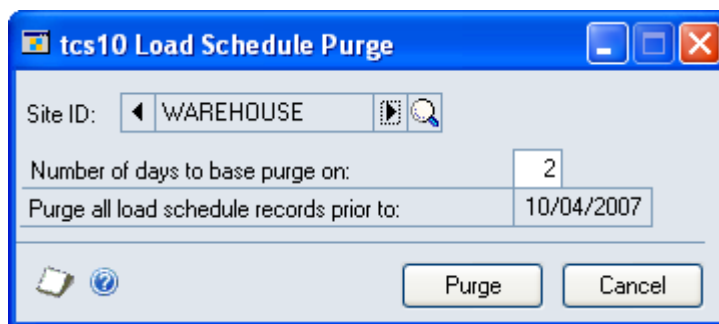 tcs10 Load Schedule Purge
Site ID: WAREHOUSE
Number of days to base purge on: 2
Purge all load schedule records prior to: 10/04/2007
Purge Cancel